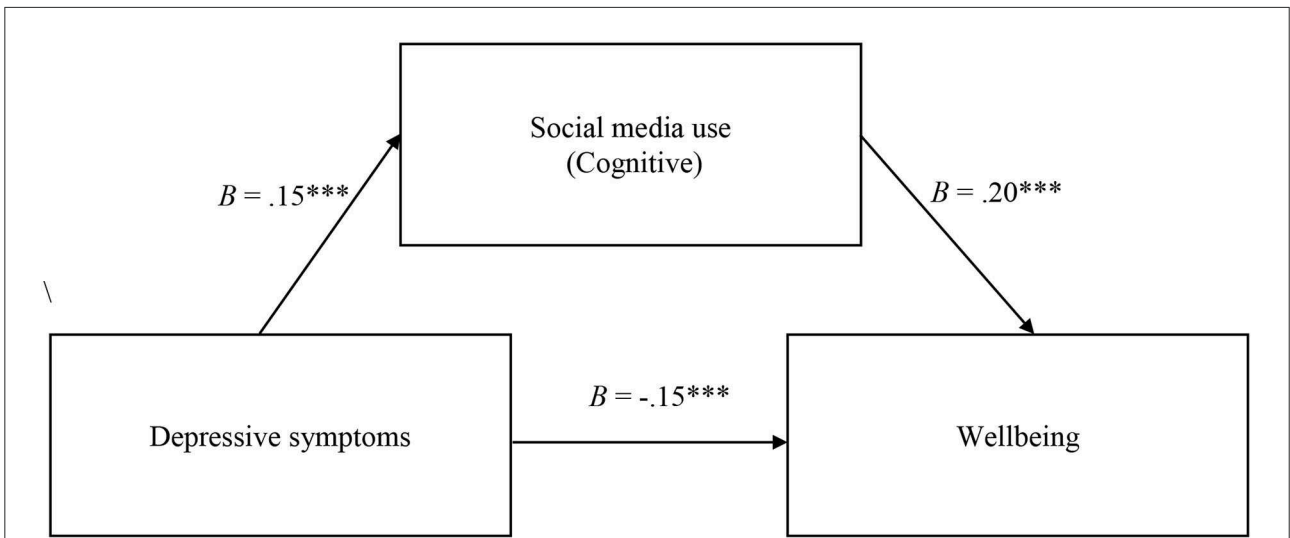 Social media use
(Cognitive)
B = .15***
B = .20***
\
B = -.15***
Depressive symptoms
Wellbeing